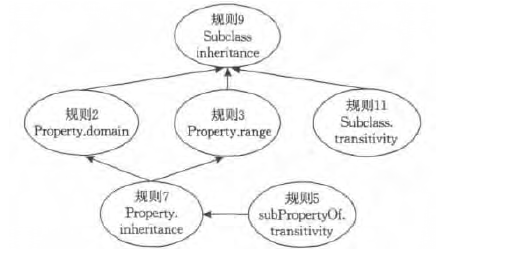 规则9
Subclass
inheritance
规则2
Property.domain
规则3
Property.range
规则11
Subclass.
transitivity
规则7
Property.
inheritance
规则5
subPropertyOf.
transitivity